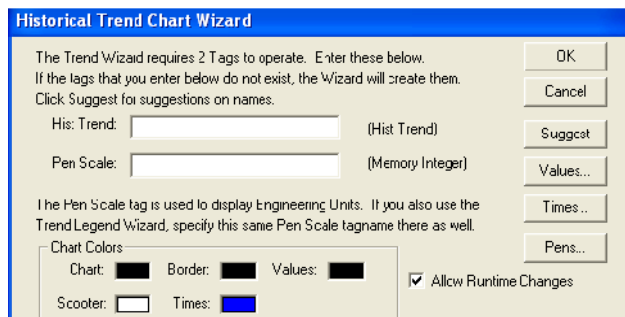 Historical Trend Chart Wizard
The Trend Wizard requires 2 Tags to operate. Enter these below.
If the tags that you enter below do not exist, the Wizard will create them.
Click Suggest for suggestions on names.
OK
Cancel
Hist Trend:
(Hist Trend)
Suggest
Pen Scale:
(Memory Integer)
Values...
The Pen Scale tag is used to display Engineering Units. If you also use the
Trend Legend Wizard, specify this same Pen Scale tagname there as well.
Times...
Pens...
Chart Colors
Chart: Border: Values:
Allow Runtime Changes
Scooter: Times: